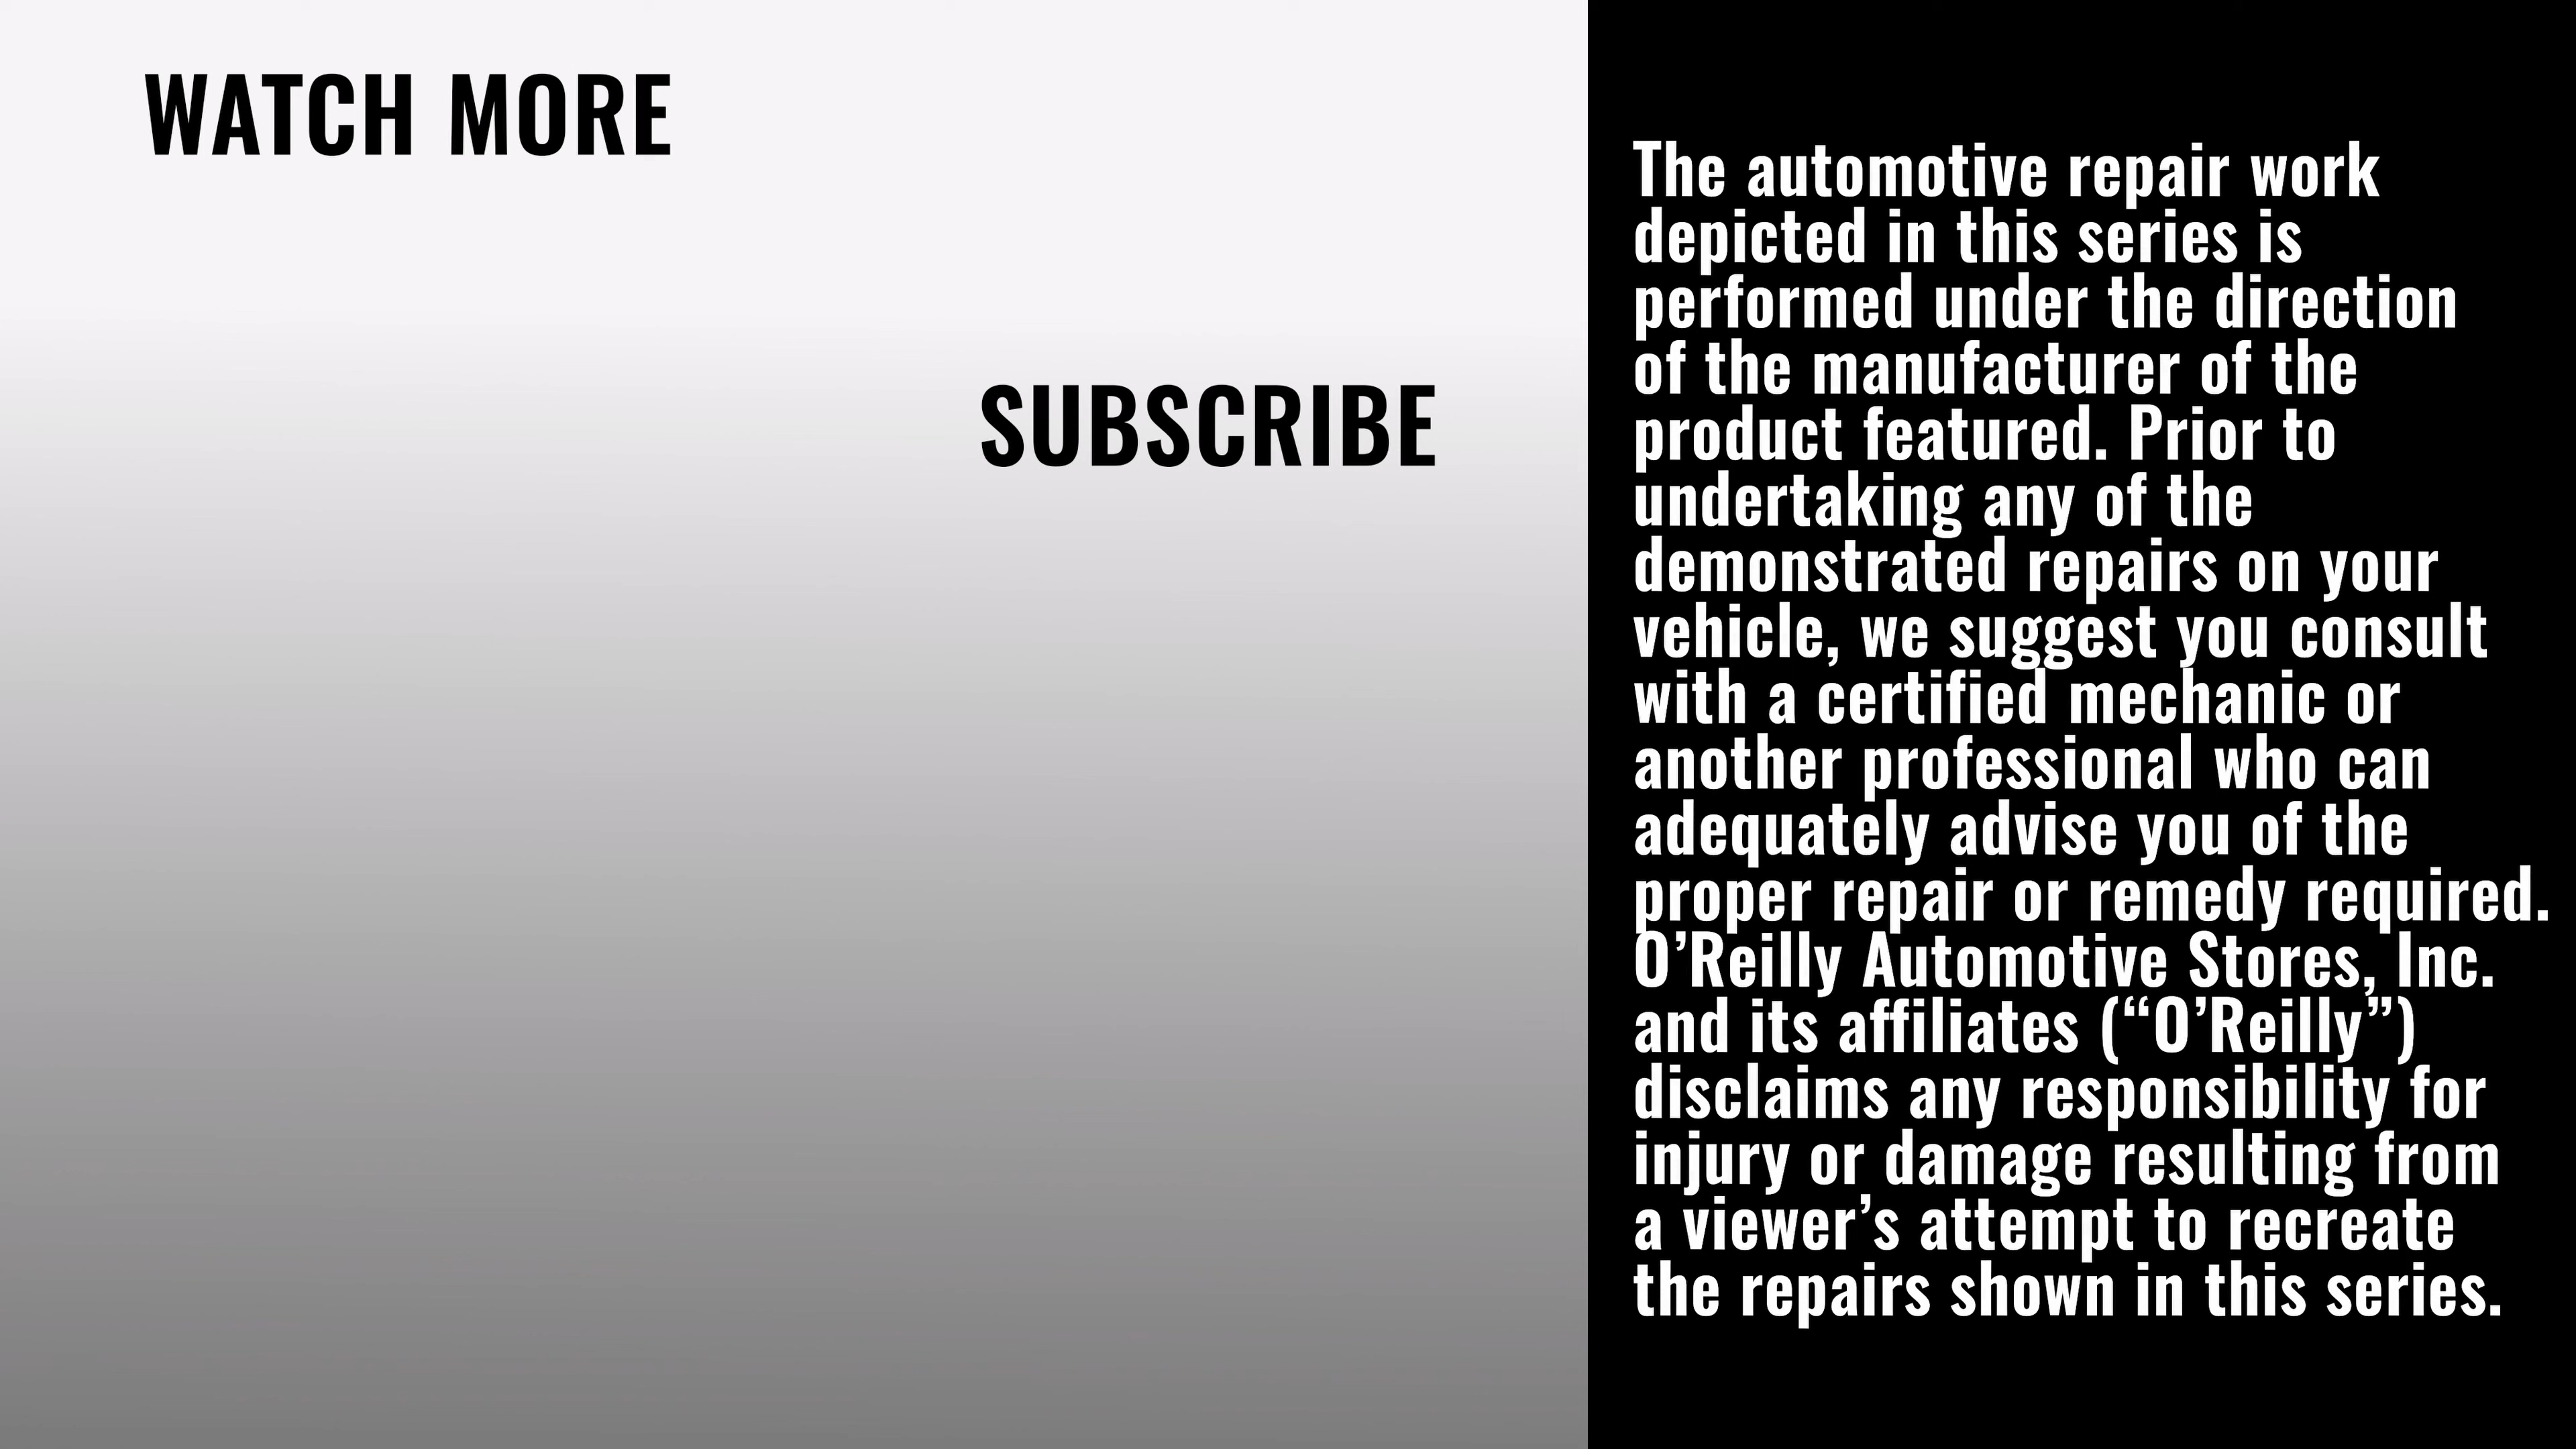 WATCH MORE
SUBSCRIBE
The automotive repair work
depicted in this series is
performed under the direction
of the manufacturer of the
product featured. Prior to
undertaking any of the
demonstrated repairs on your
vehicle, we suggest you consult
with a certified mechanic or
another professional who can
adequately advise you of the
proper repair or remedy required.
O’Reilly Automotive Stores, Inc.
and its affiliates (“O’Reilly”)
disclaims any responsibility for
injury or damage resulting from
a viewer’s attempt to recreate
the repairs shown in this series.